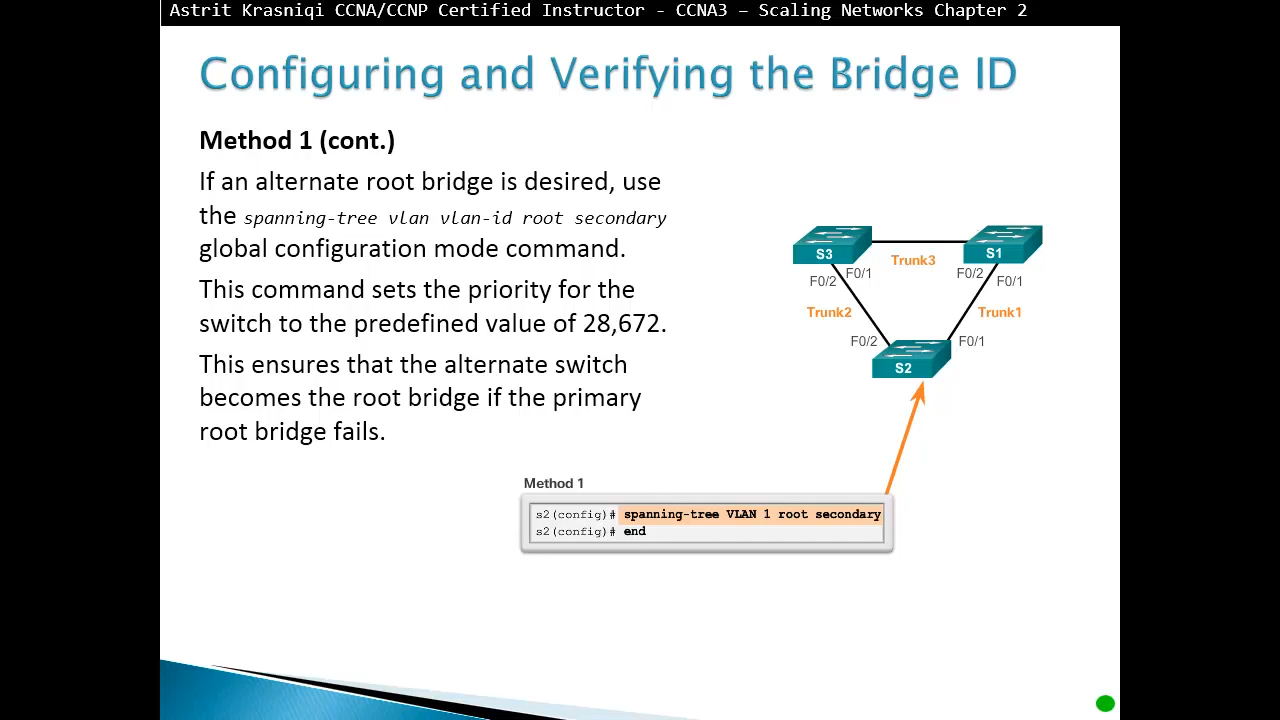 Astrit Krasniqi CCNA/CCNP Certified Instructor - CCNA3 – Scaling Networks Chapter 2
Configuring and Verifying the Bridge ID
Method 1 (cont.)
If an alternate root bridge is desired, use
the spanning-tree vlan vlan-id root secondary
global configuration mode command.
This command sets the priority for the
switch to the predefined value of 28,672.
This ensures that the alternate switch
becomes the root bridge if the primary
root bridge fails.
S3
S1
Trunk3
F0/2
F0/1
F0/2
F0/1
Trunk2
Trunk1
F0/2
F0/1
S2
Method 1
s2(config)# spanning-tree VLAN 1 root secondary
s2(config)# end